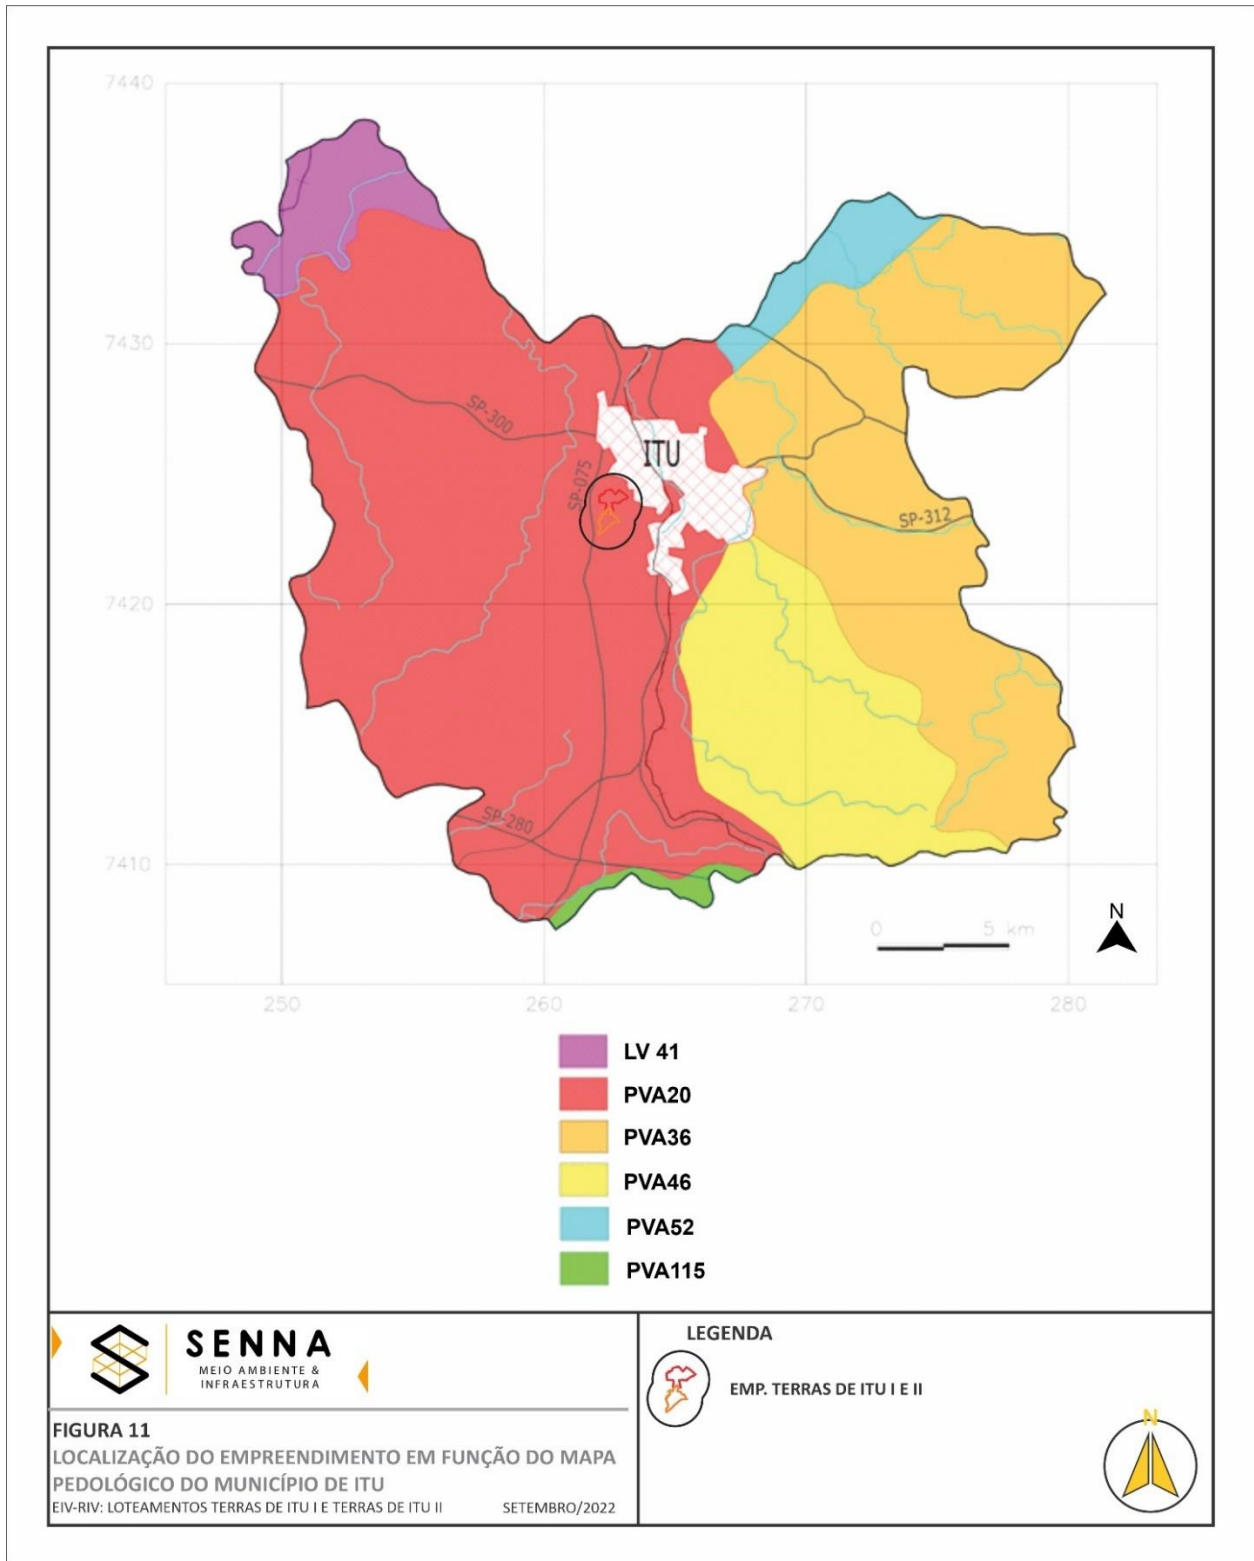 7440
7430
7420
7410
250
260
270
280
SP-300
SP-075
ITU
SP-312
SP-280
0 5 km
N
LV 41
PVA20
PVA36
PVA46
PVA52
PVA115
SENNA
MEIO AMBIENTE &
INFRAESTRUTURA
FIGURA 11
LOCALIZAÇÃO DO EMPREENDIMENTO EM FUNÇÃO DO MAPA
PEDOLÓGICO DO MUNICÍPIO DE ITU
EIV-RIV: LOTEAMENTOS TERRAS DE ITU I E TERRAS DE ITU II SETEMBRO/2022
LEGENDA
EMP. TERRAS DE ITU I E II
N